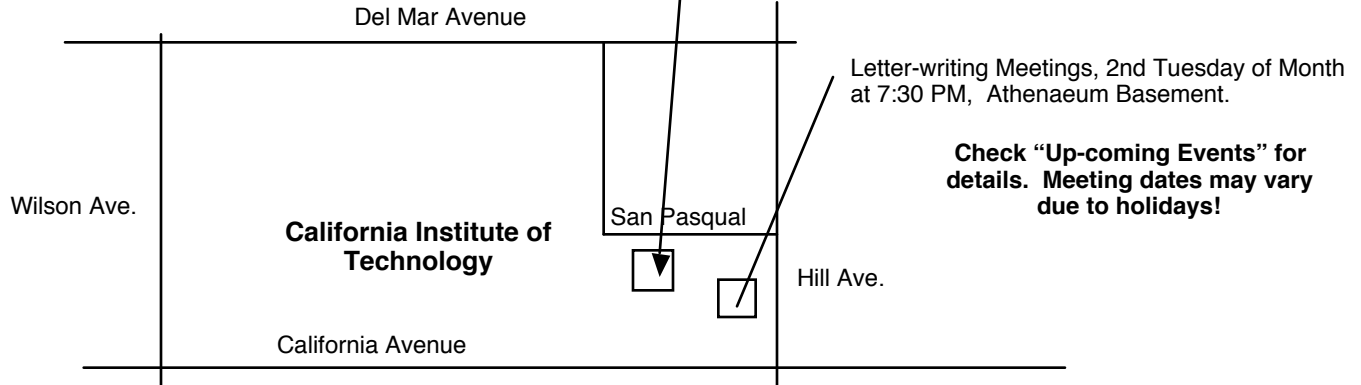 Del Mar Avenue
Letter-writing Meetings, 2nd Tuesday of Month
at 7:30 PM,  Athenaeum Basement.
Check “Up-coming Events” for
details.  Meeting dates may vary
due to holidays!
Wilson Ave.
California Institute of
Technology
San Pasqual
Hill Ave.
California Avenue